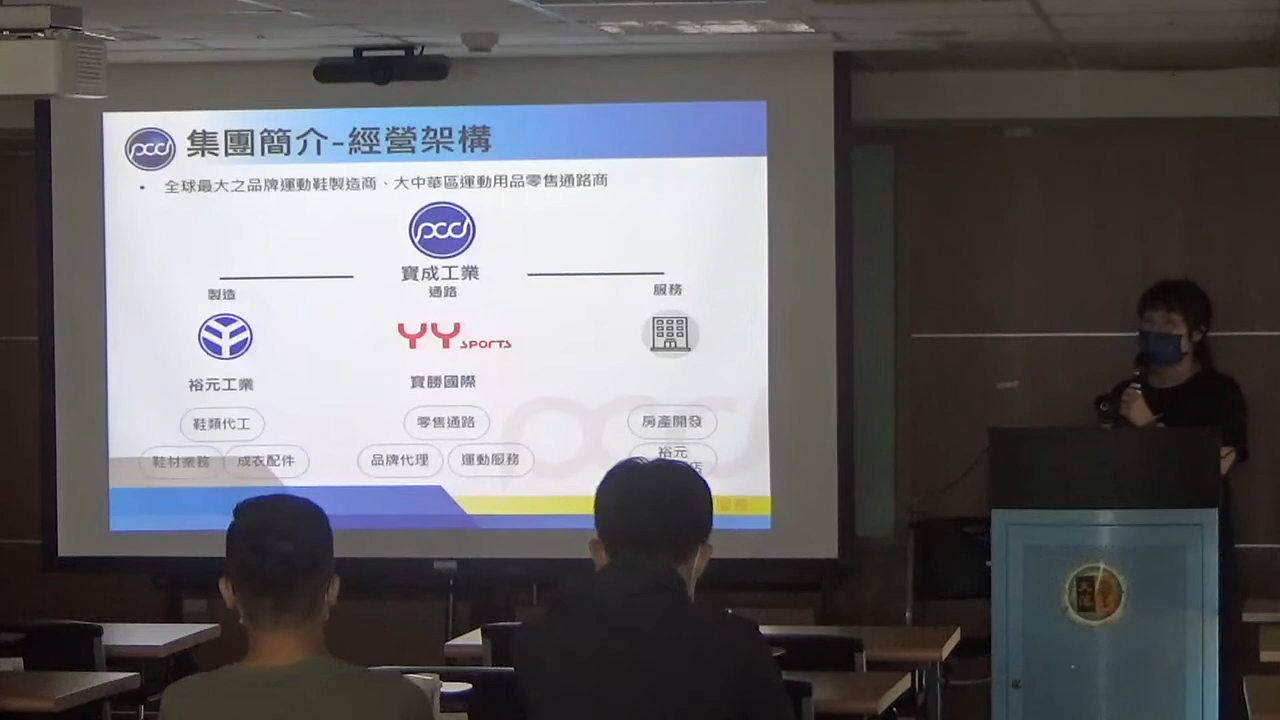 pcc 集團簡介-經營架構
• 全球最大之品牌運動鞋製造商、大中華區運動用品零售通路商
pcc
寶成工業
製造
通路
服務
YY SPORTS
裕元工業
寶勝國際
鞋類代工
零售通路
房產開發
鞋材業務
成衣配件
品牌代理
運動服務
裕元
店